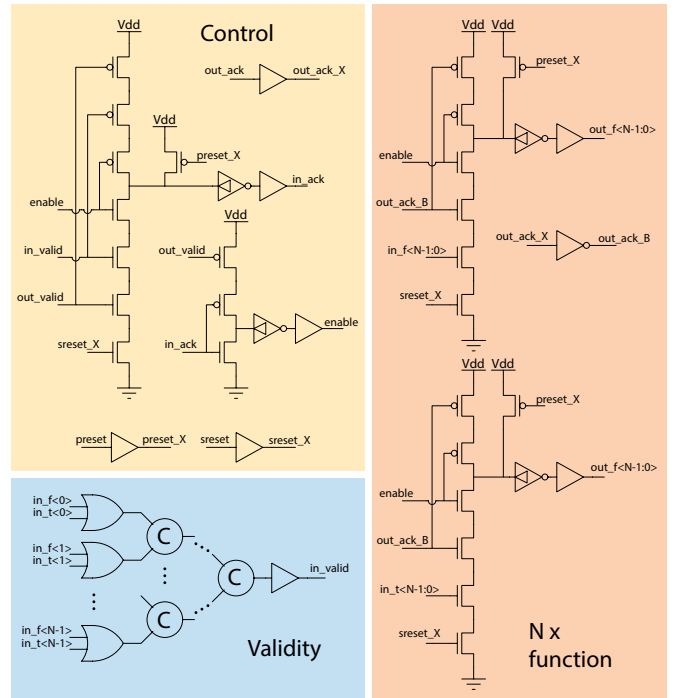 Control
Vdd
out_ack
out_ack_X
Vdd
preset_X
in_ack
enable
Vdd
in_valid
out_valid
out_valid
enable
sreset_X
in_ack
preset
preset_X
sreset
sreset_X
in_f<0>
in_t<0>
in_f<1>
in_t<1>
C
C
C
in_valid
in_f<N-1>
in_t<N-1>
Validity
Vdd
Vdd
preset_X
out_f<N-1:0>
enable
out_ack_B
out_ack_X
out_ack_B
in_f<N-1:0>
sreset_X
Vdd
Vdd
preset_X
out_f<N-1:0>
enable
out_ack_B
in_t<N-1:0>
sreset_X
N x
function